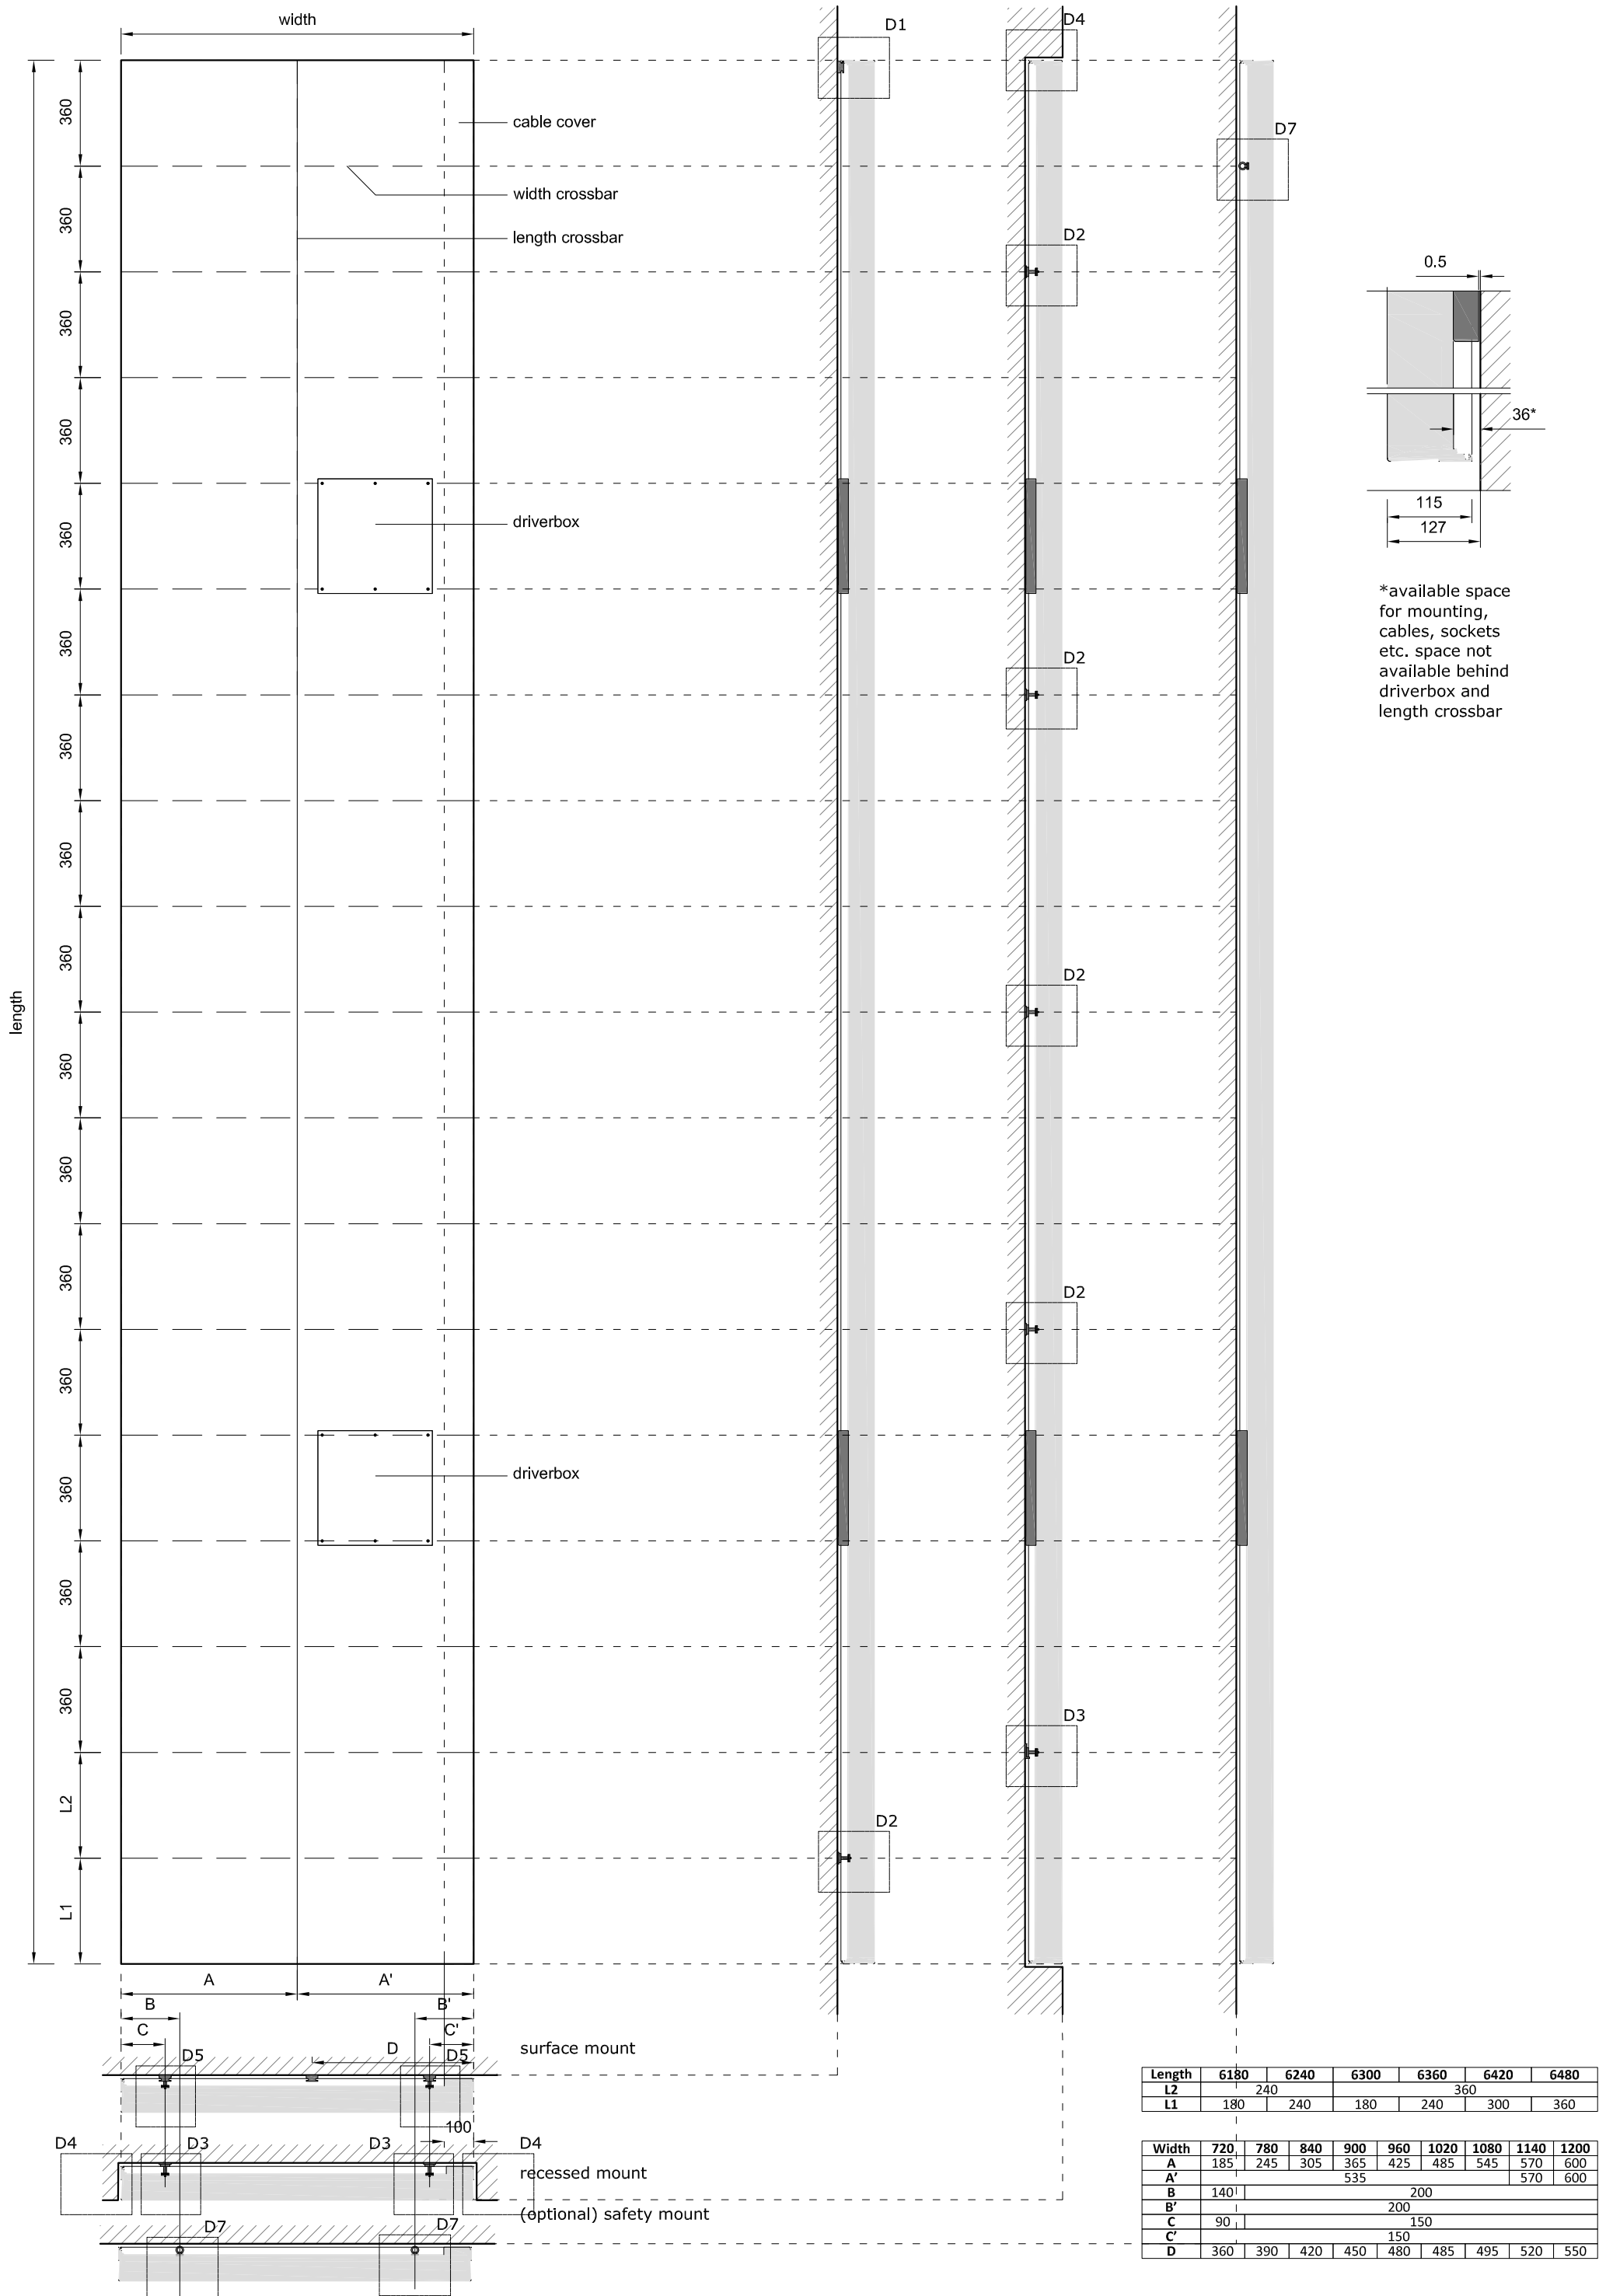 width
D1
D4
360
cable cover
D7
width crossbar
360
length crossbar
D2
0.5
360
360
36*
115
driverbox
127
360
*available space
for mounting,
cables, sockets
etc. space not
available behind
driverbox and
length crossbar
360
D2
360
360
360
D2
length
360
360
360
D2
360
360
driverbox
360
360
D3
L2
D2
L1
A
A'
B
B'
C
C'
D
D5
D5
surface mount
100
D4
D3
D3
D4
recessed mount
(optional) safety mount
D7
D7
Length 6180 6240 6300 6360 6420 6480
L2 240 360
L1 180 240 180 240 300 360
Width 720 780 840 900 960 1020 1080 1140 1200
A 185 245 305 365 425 485 545 570 600
A' 535 570 600
B 140 200
B' 200
C 90 150
C' 150
D 360 390 420 450 480 485 495 520 550
360
360
360